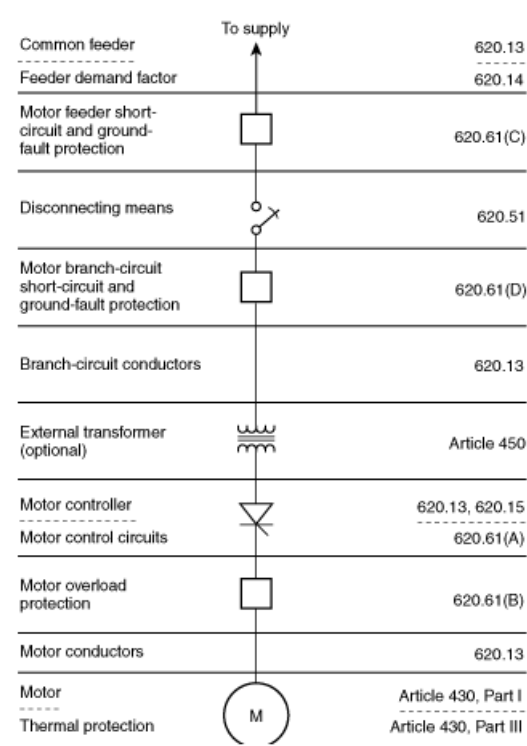 To supply
Common feeder 620.13
Feeder demand factor 620.14
Motor feeder short-
circuit and ground-
fault protection
620.61(C)
Disconnecting means 620.51
Motor branch-circuit
short-circuit and
ground-fault protection
620.61(D)
Branch-circuit conductors 620.13
External transformer
(optional)
Article 450
Motor controller 620.13, 620.15
Motor control circuits 620.61(A)
Motor overload
protection
620.61(B)
Motor conductors 620.13
Motor Article 430, Part I
M
Thermal protection Article 430, Part III